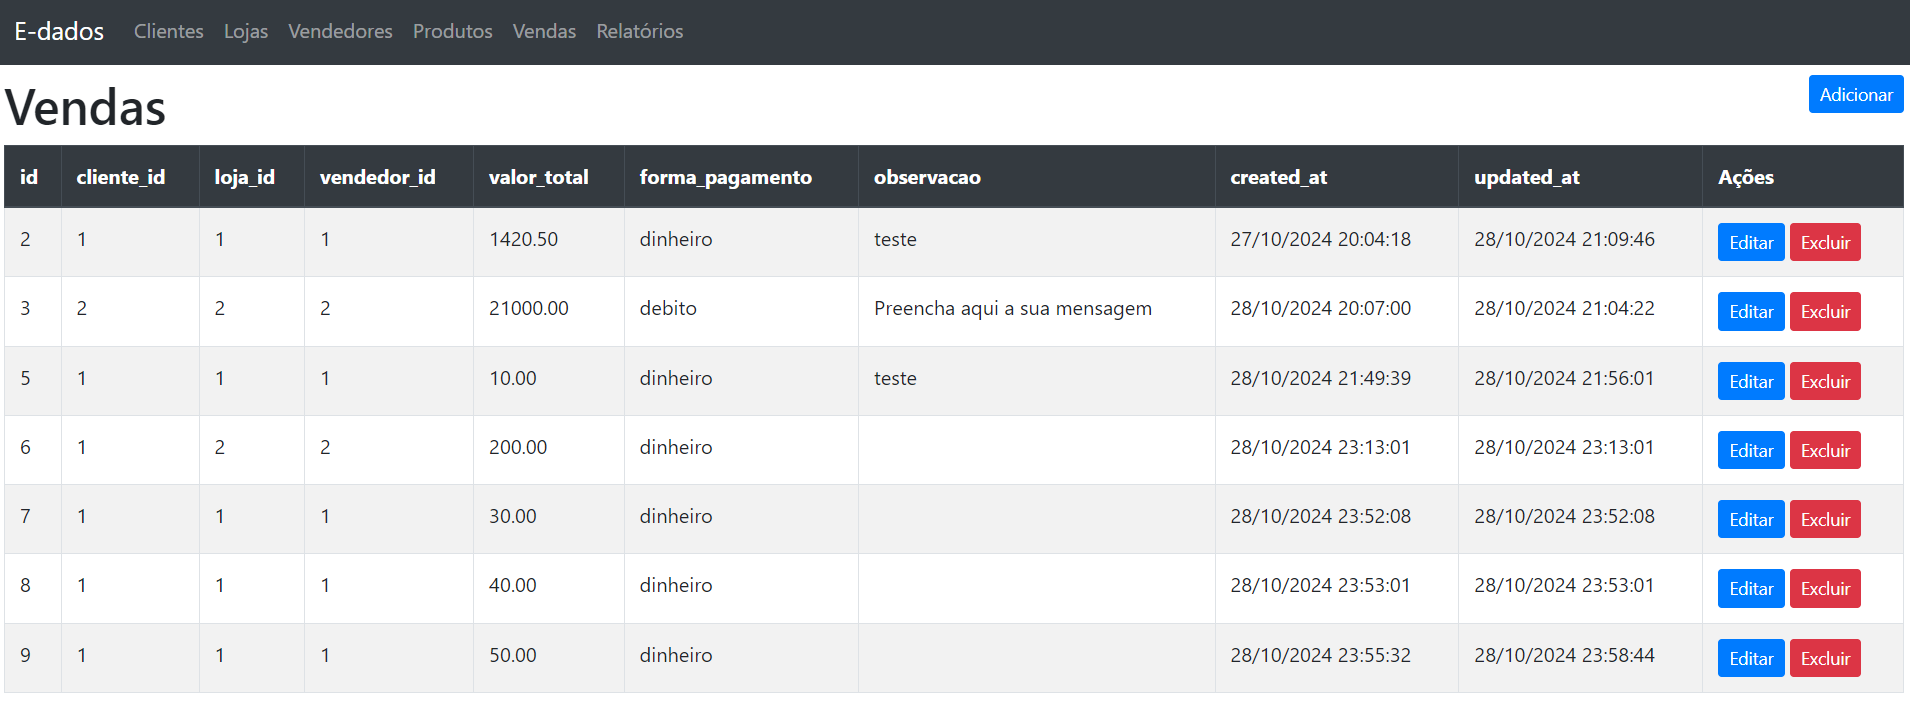 E-dados Clientes Lojas Vendedores Produtos Vendas Relatórios
Vendas Adicionar
id cliente_id loja_id vendedor_id valor_total forma_pagamento observacao created_at updated_at Ações
2 1 1 1 1420.50 dinheiro teste 27/10/2024 20:04:18 28/10/2024 21:09:46 Editar Excluir
3 2 2 2 21000.00 debito Preencha aqui a sua mensagem 28/10/2024 20:07:00 28/10/2024 21:04:22 Editar Excluir
5 1 1 1 10.00 dinheiro teste 28/10/2024 21:49:39 28/10/2024 21:56:01 Editar Excluir
6 1 2 2 200.00 dinheiro 28/10/2024 23:13:01 28/10/2024 23:13:01 Editar Excluir
7 1 1 1 30.00 dinheiro 28/10/2024 23:52:08 28/10/2024 23:52:08 Editar Excluir
8 1 1 1 40.00 dinheiro 28/10/2024 23:53:01 28/10/2024 23:53:01 Editar Excluir
9 1 1 1 50.00 dinheiro 28/10/2024 23:55:32 28/10/2024 23:58:44 Editar Excluir